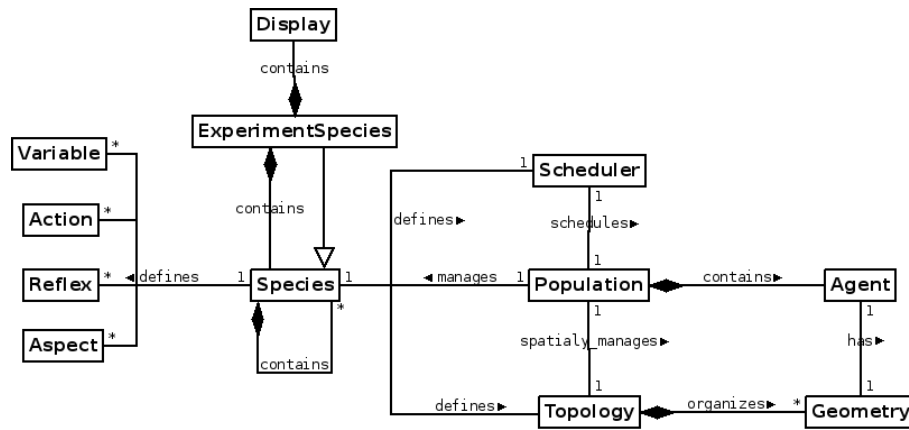 Display
contains
ExperimentSpecies
Variable *
1 Scheduler
1
Action *
contains
defines►
schedules►
Reflex * ◄defines 1 Species 1 ◄ manages 1 Population contains► Agent
1
*
1
1
Aspect *
contains
spatialy_manages►
has►
1
1
defines► Topology organizes► * Geometry